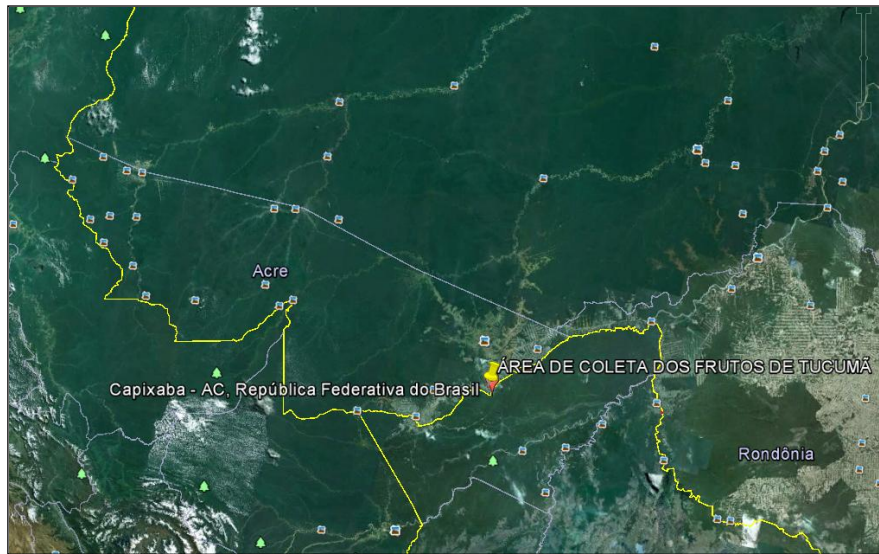 Acre
ÁREA DE COLETA DOS FRUTOS DE TUCUMÃ
Capixaba - AC, República Federativa do Brasil
Rondônia